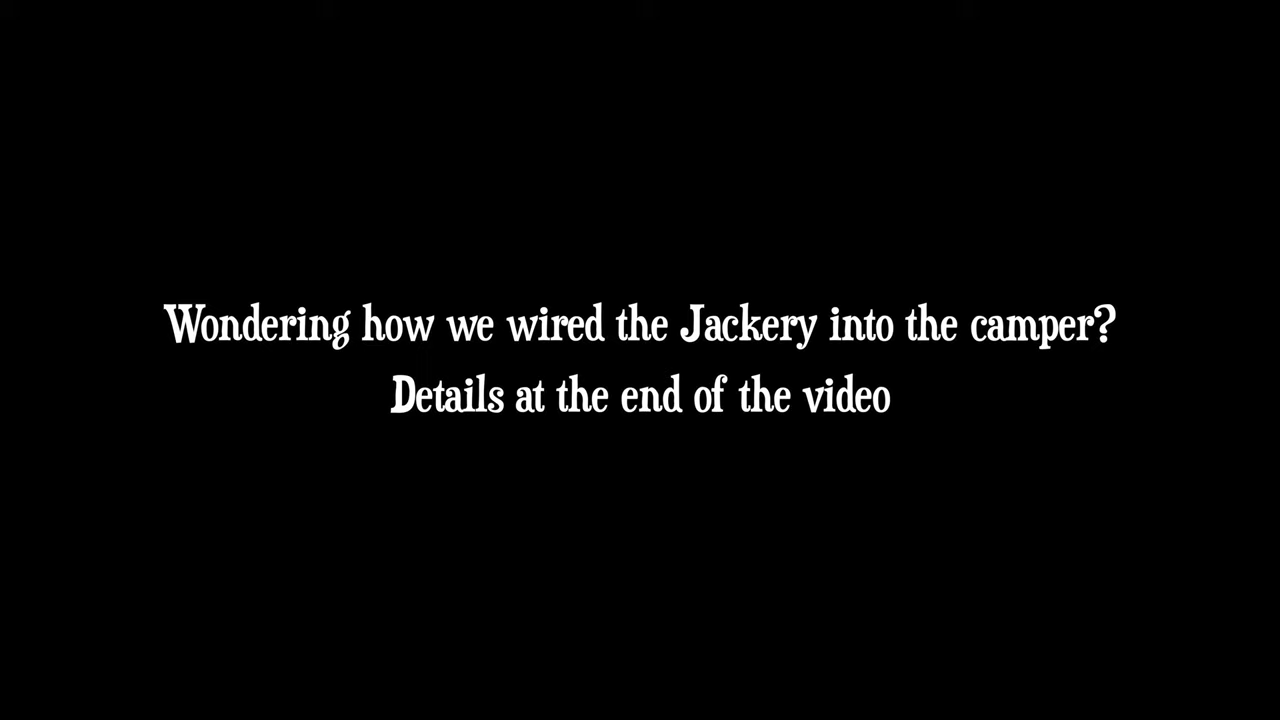 Wondering how we wired the Jackery into the camper?
Details at the end of the video